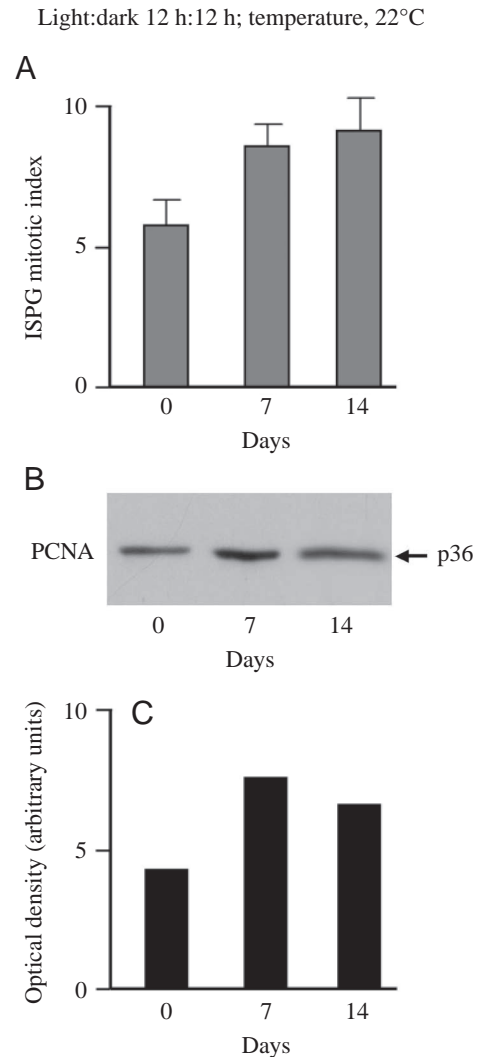 Light:dark 12 h:12 h; temperature, 22°C
A
ISPG mitotic index
10
5
0
0 7 14
Days
B
PCNA
p36
0 7 14
Days
C
Optical density (arbitrary units)
10
5
0
0 7 14
Days